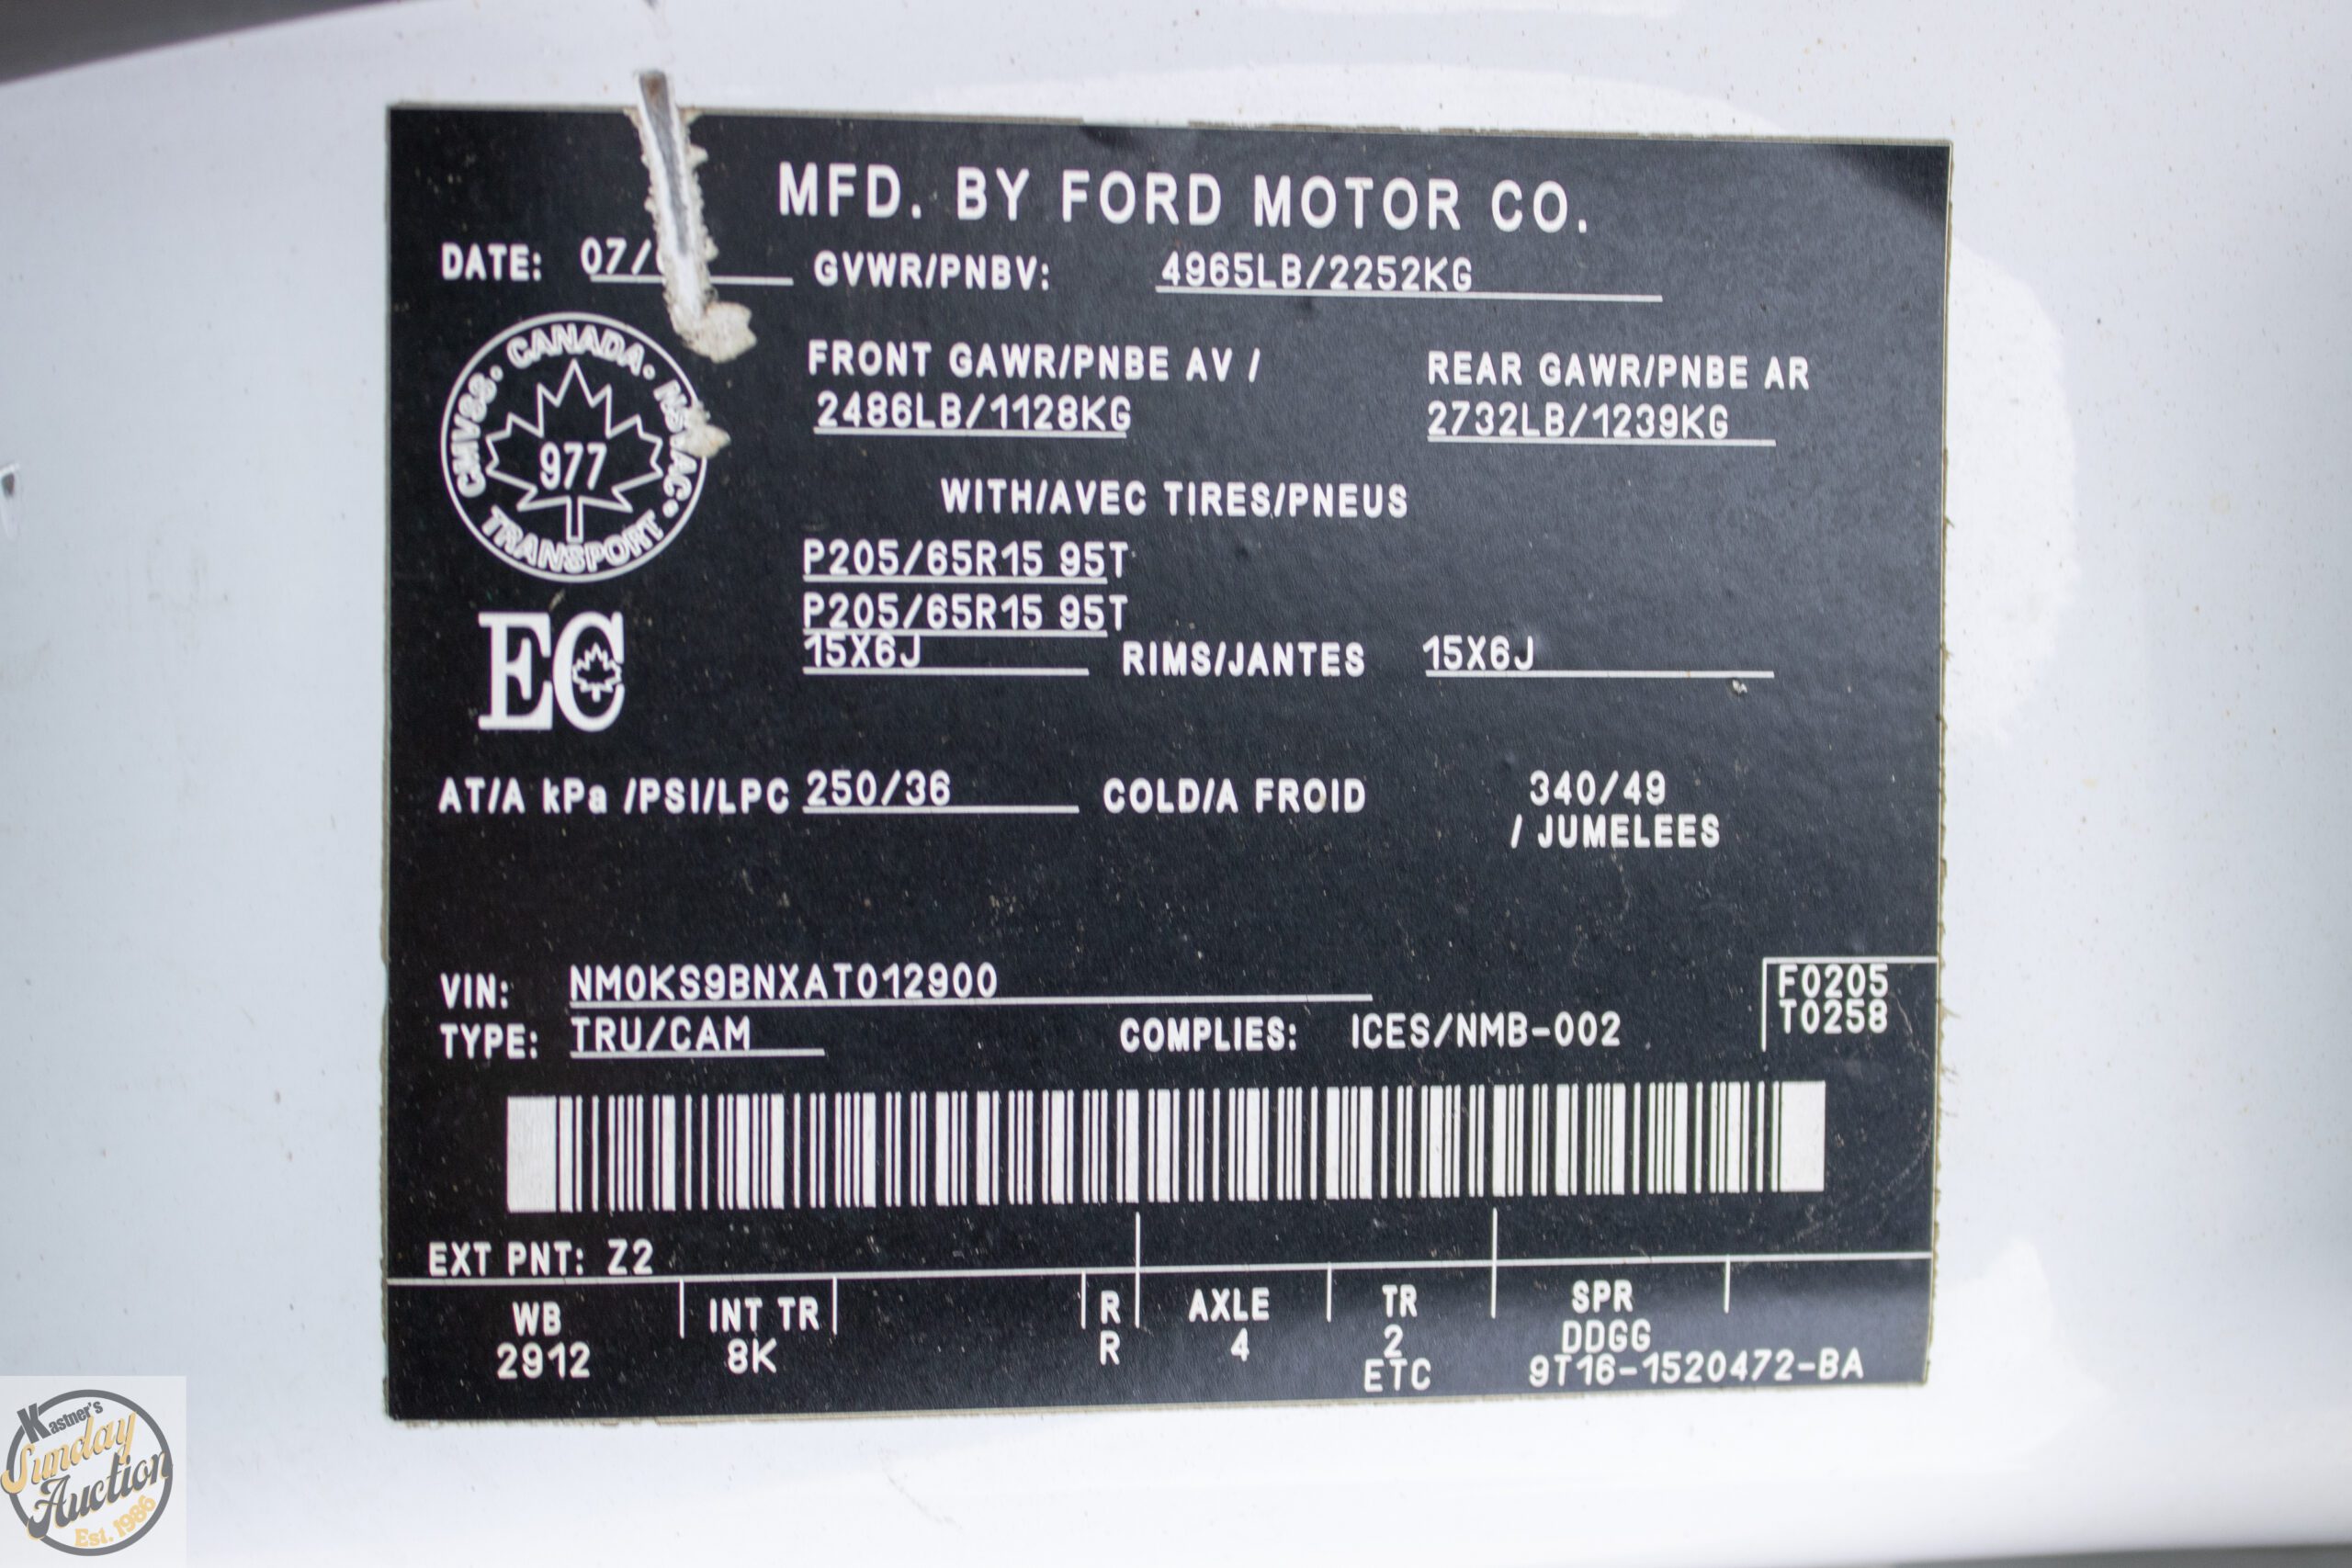 MFD. BY FORD MOTOR CO.
DATE: 07/ GVWR/PNBV: 4965LB/2252KG
CMVSS • CANADA • NSVAC • TRANSPORT
977
FRONT GAWR/PNBE AV / REAR GAWR/PNBE AR
2486LB/1128KG 2732LB/1239KG
WITH/AVEC TIRES/PNEUS
P205/65R15 95T
P205/65R15 95T
15X6J RIMS/JANTES 15X6J
EC
AT/A kPa /PSI/LPC 250/36 COLD/A FROID 340/49
/ JUMELEES
VIN: NM0KS9BNXAT012900 F0205
T0258
TYPE: TRU/CAM COMPLIES: ICES/NMB-002
EXT PNT: Z2
WB INT TR R AXLE TR SPR
2912 8K R 4 2 DDGG
ETC 9T16-1520472-BA
Kastner's
Sunday
Auction
Est. 1986